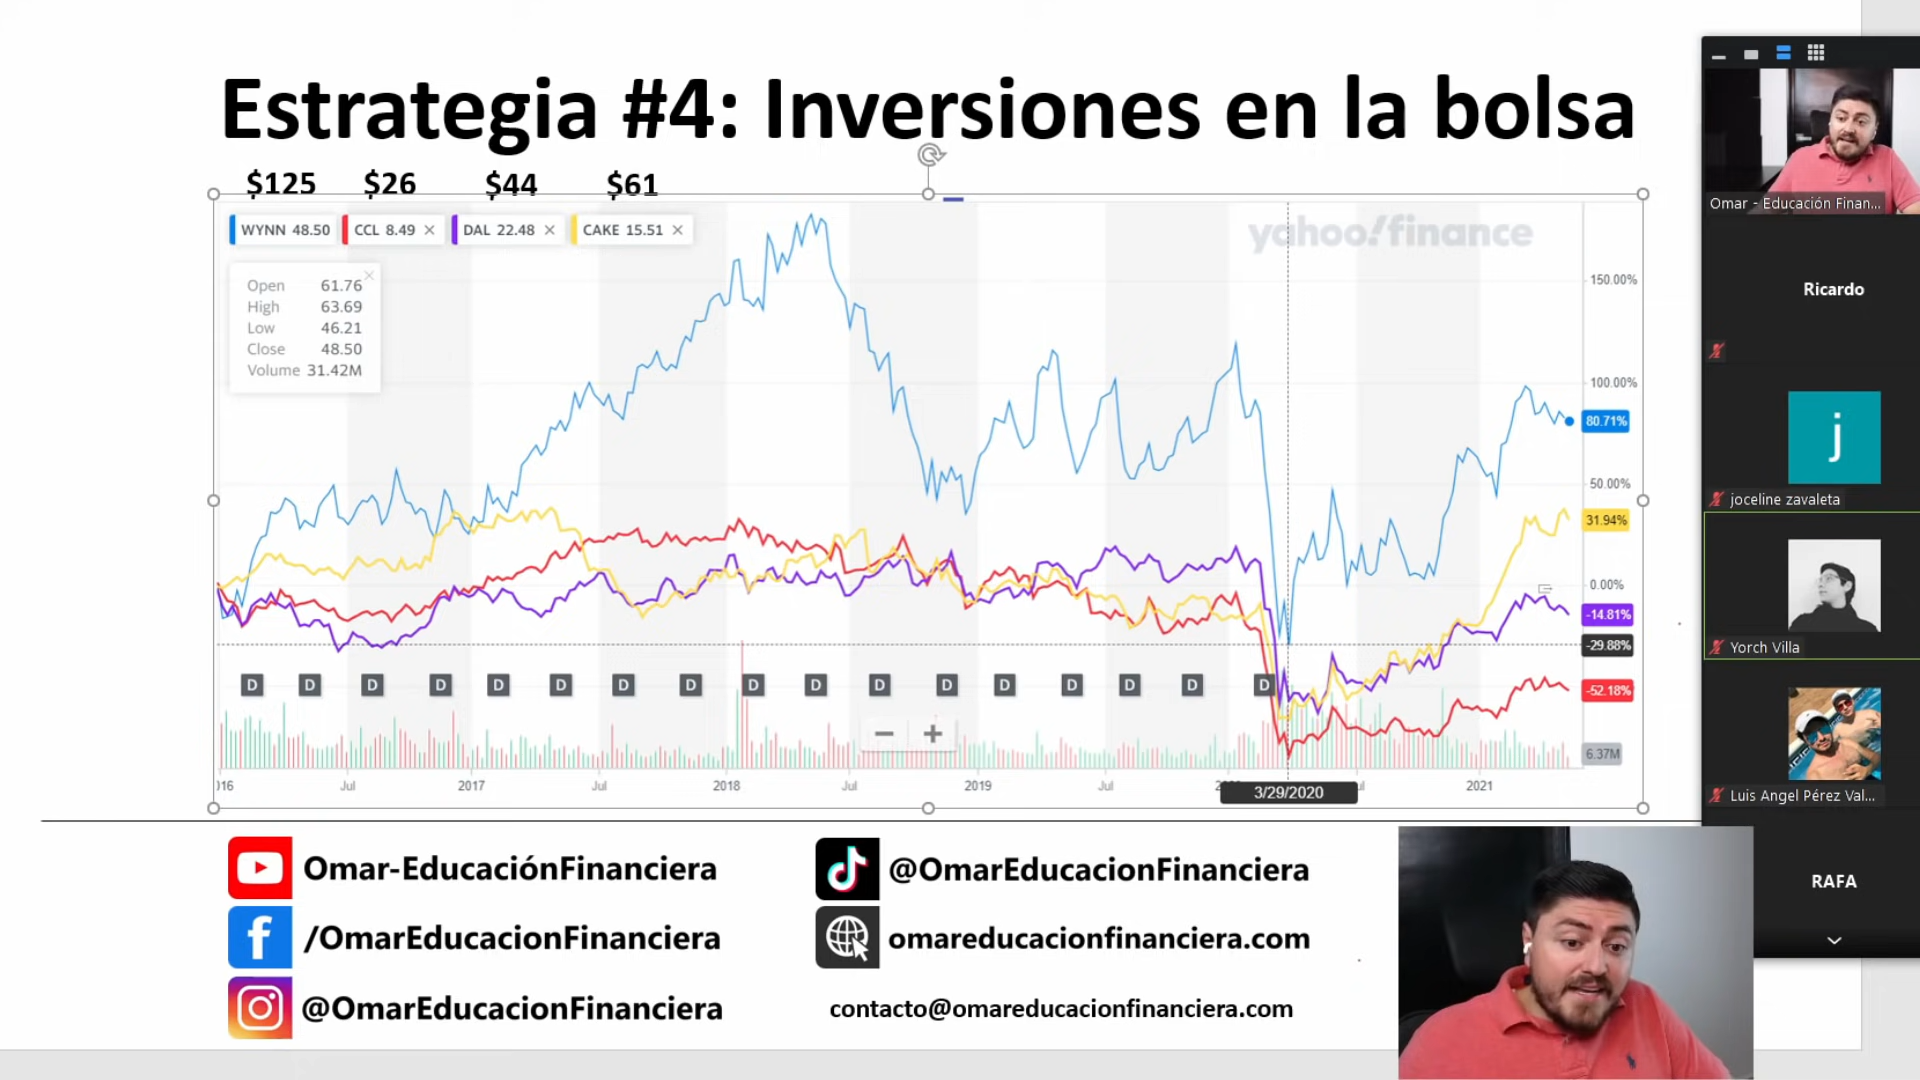 Estrategia #4: Inversiones en la bolsa
$125 $26 $44 $61
WYNN 48.50 CCL 8.49 DAL 22.48 CAKE 15.51
yahoo!finance
Open 61.76
High 63.69
Low 46.21
Close 48.50
Volume 31.42M
150.00%
100.00%
80.71%
50.00%
31.94%
0.00%
-14.81%
-29.88%
-52.18%
6.37M
D D D D D D D D D D D D D D D D D
016 Jul 2017 Jul 2018 Jul 2019 Jul 2021
3/29/2020
Omar-EducaciónFinanciera
/OmarEducacionFinanciera
@OmarEducacionFinanciera
@OmarEducacionFinanciera
omareducacionfinanciera.com
contacto@omareducacionfinanciera.com
Omar - Educación Finan...
Ricardo
j
joceline zavaleta
Yorch Villa
Luis Angel Pérez Val...
RAFA